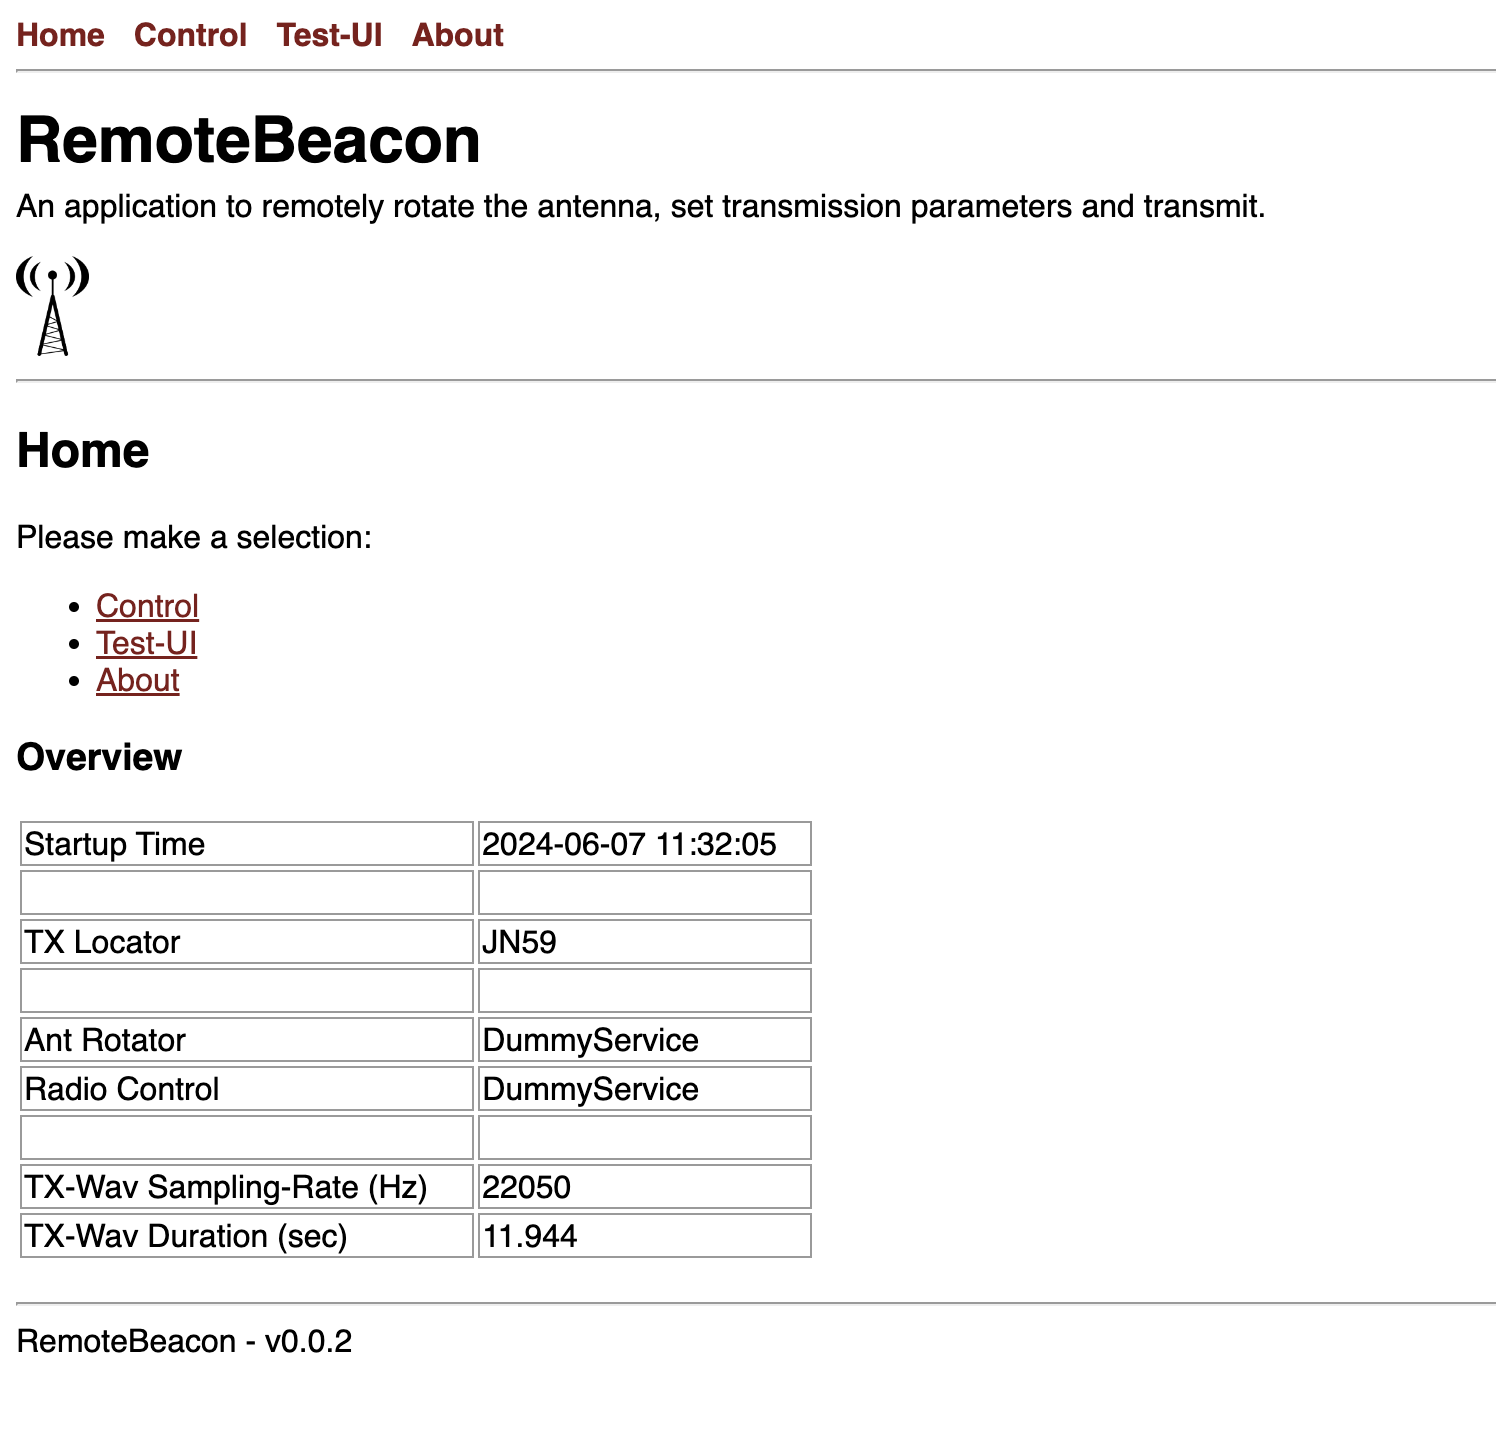 Home Control Test-UI About
RemoteBeacon
An application to remotely rotate the antenna, set transmission parameters and transmit.
Home
Please make a selection:
Control
Test-UI
About
Overview
Startup Time 2024-06-07 11:32:05
TX Locator JN59
Ant Rotator DummyService
Radio Control DummyService
TX-Wav Sampling-Rate (Hz) 22050
TX-Wav Duration (sec) 11.944
RemoteBeacon - v0.0.2